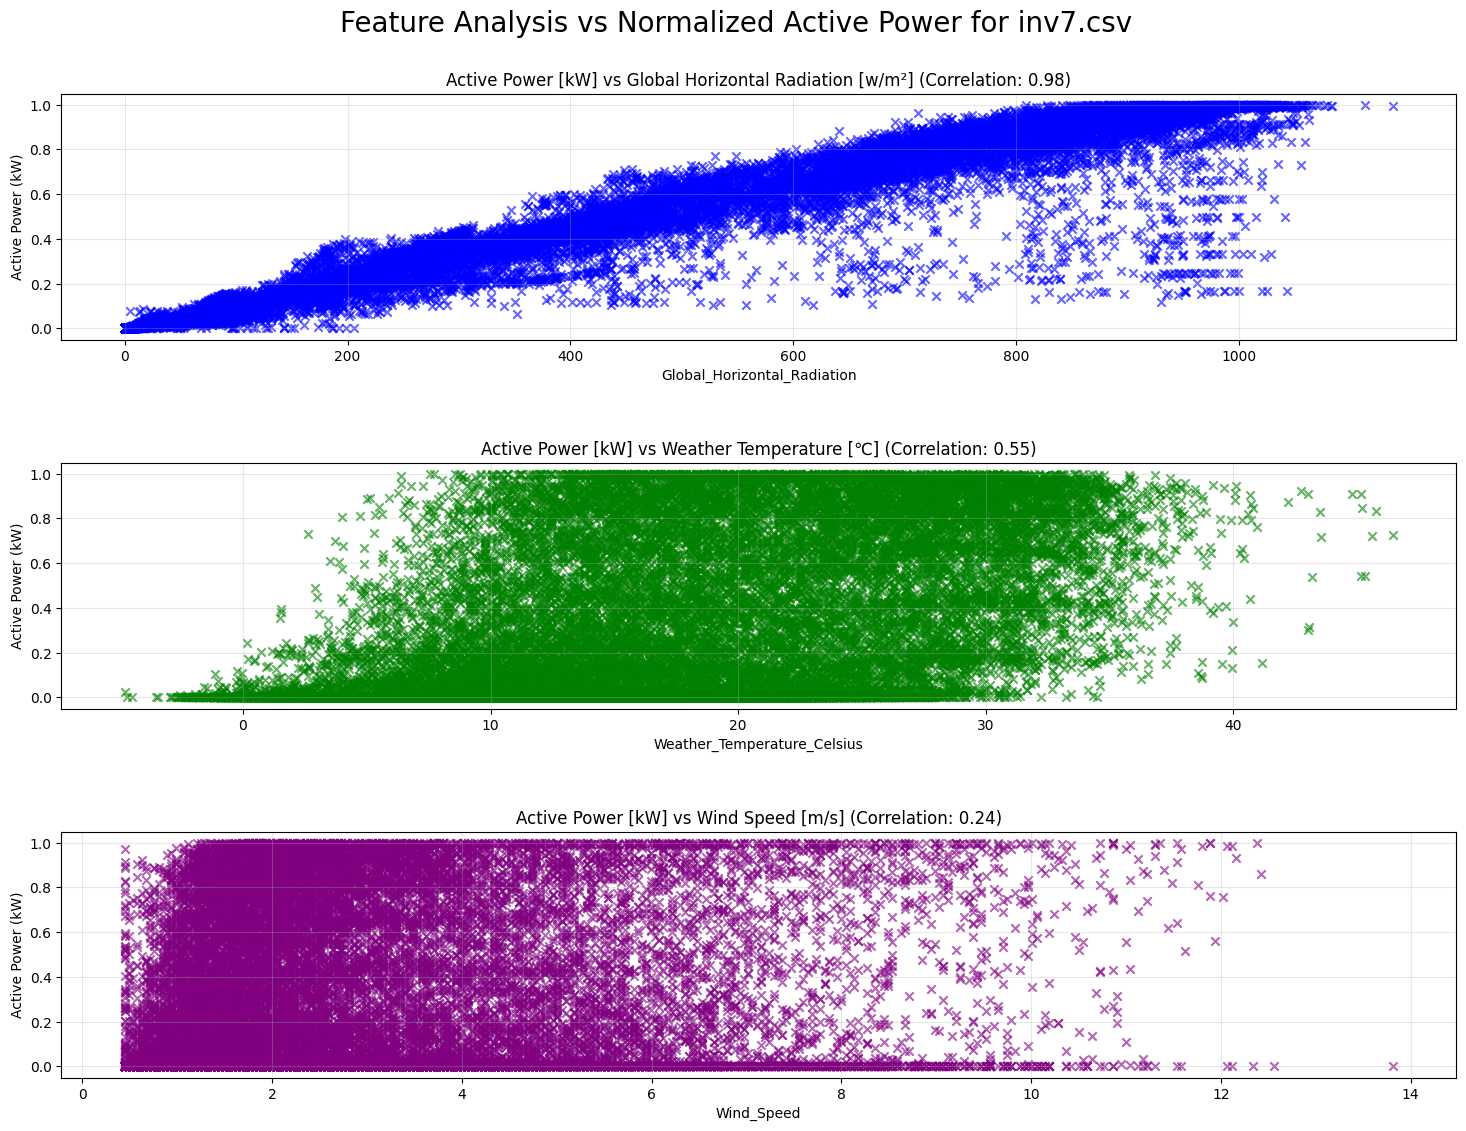 Feature Analysis vs Normalized Active Power for inv7.csv
Active Power [kW] vs Global Horizontal Radiation [w/m²] (Correlation: 0.98)
Active Power (kW)
1.0
0.8
0.6
0.4
0.2
0.0
0 200 400 600 800 1000
Global_Horizontal_Radiation
Active Power [kW] vs Weather Temperature [℃] (Correlation: 0.55)
Active Power (kW)
1.0
0.8
0.6
0.4
0.2
0.0
0 10 20 30 40
Weather_Temperature_Celsius
Active Power [kW] vs Wind Speed [m/s] (Correlation: 0.24)
Active Power (kW)
1.0
0.8
0.6
0.4
0.2
0.0
0 2 4 6 8 10 12 14
Wind_Speed